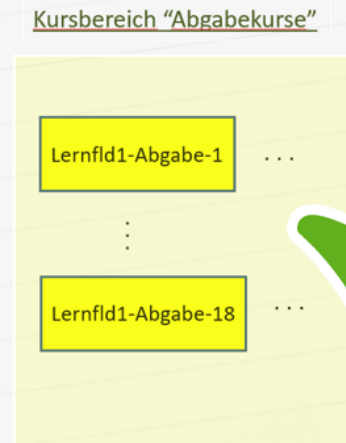 Kursbereich “Abgabekurse”
Lernfld1-Abgabe-1 . . .
⋮
Lernfld1-Abgabe-18 . . .